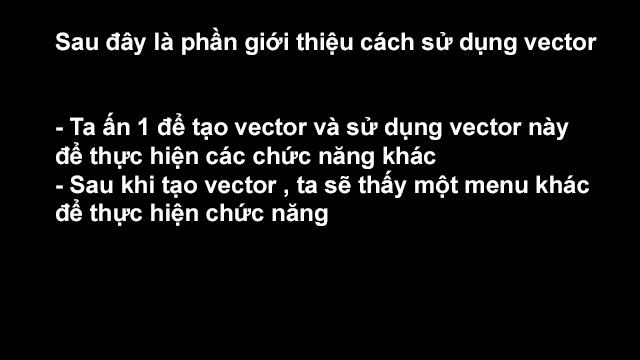 Sau đây là phần giới thiệu cách sử dụng vector
- Ta ấn 1 để tạo vector và sử dụng vector này
để thực hiện các chức năng khác
- Sau khi tạo vector , ta sẽ thấy một menu khác
để thực hiện chức năng